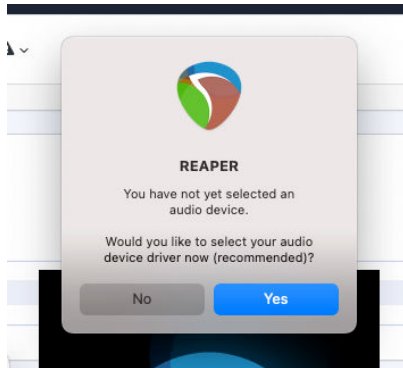 REAPER
You have not yet selected an
audio device.
Would you like to select your audio
device driver now (recommended)?
No
Yes